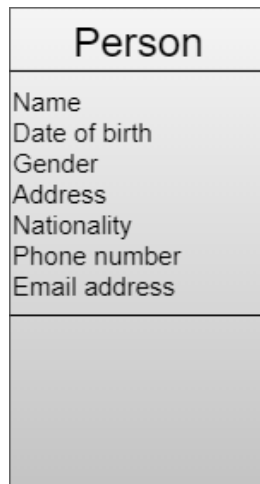 Person
Name
Date of birth
Gender
Address
Nationality
Phone number
Email address